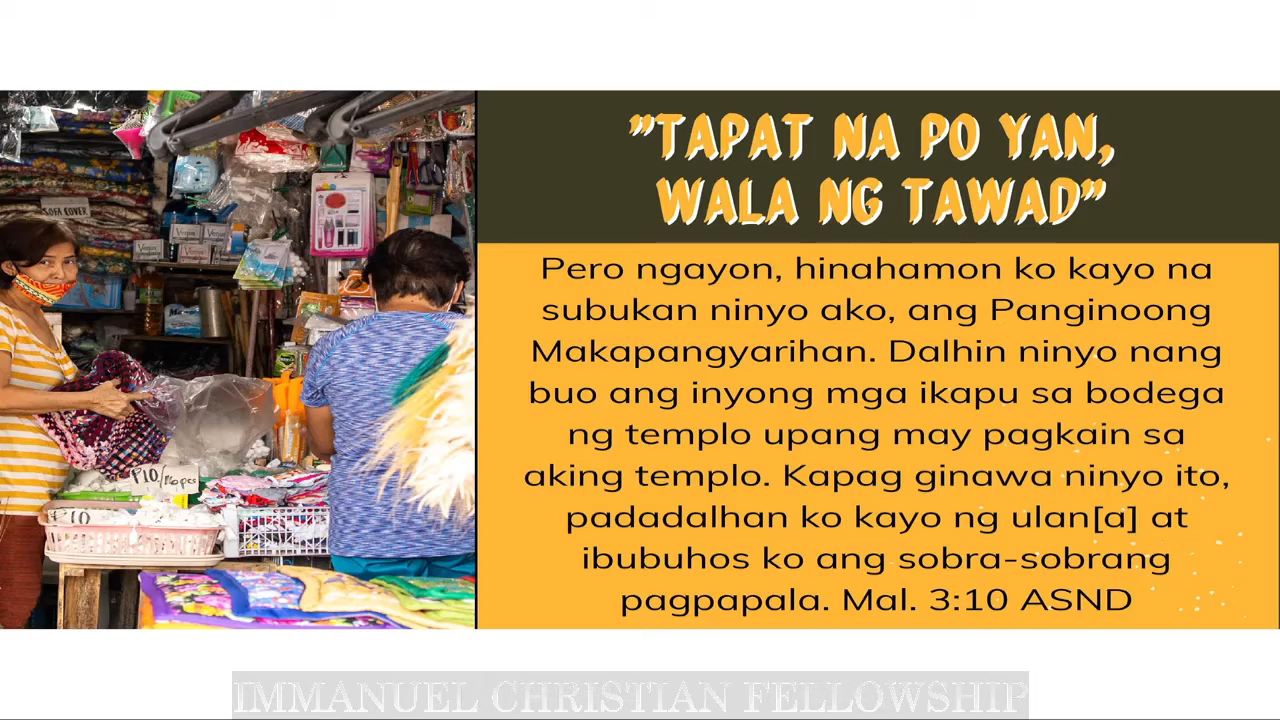 "TAPAT NA PO YAN,
WALA NG TAWAD"
Pero ngayon, hinahamon ko kayo na
subukan ninyo ako, ang Panginoong
Makapangyarihan. Dalhin ninyo nang
buo ang inyong mga ikapu sa bodega
ng templo upang may pagkain sa
aking templo. Kapag ginawa ninyo ito,
padadalhan ko kayo ng ulan[a] at
ibubuhos ko ang sobra-sobrang
pagpapala. Mal. 3:10 ASND
SOFA COVER
₱10
IMMANUEL CHRISTIAN FELLOWSHIP